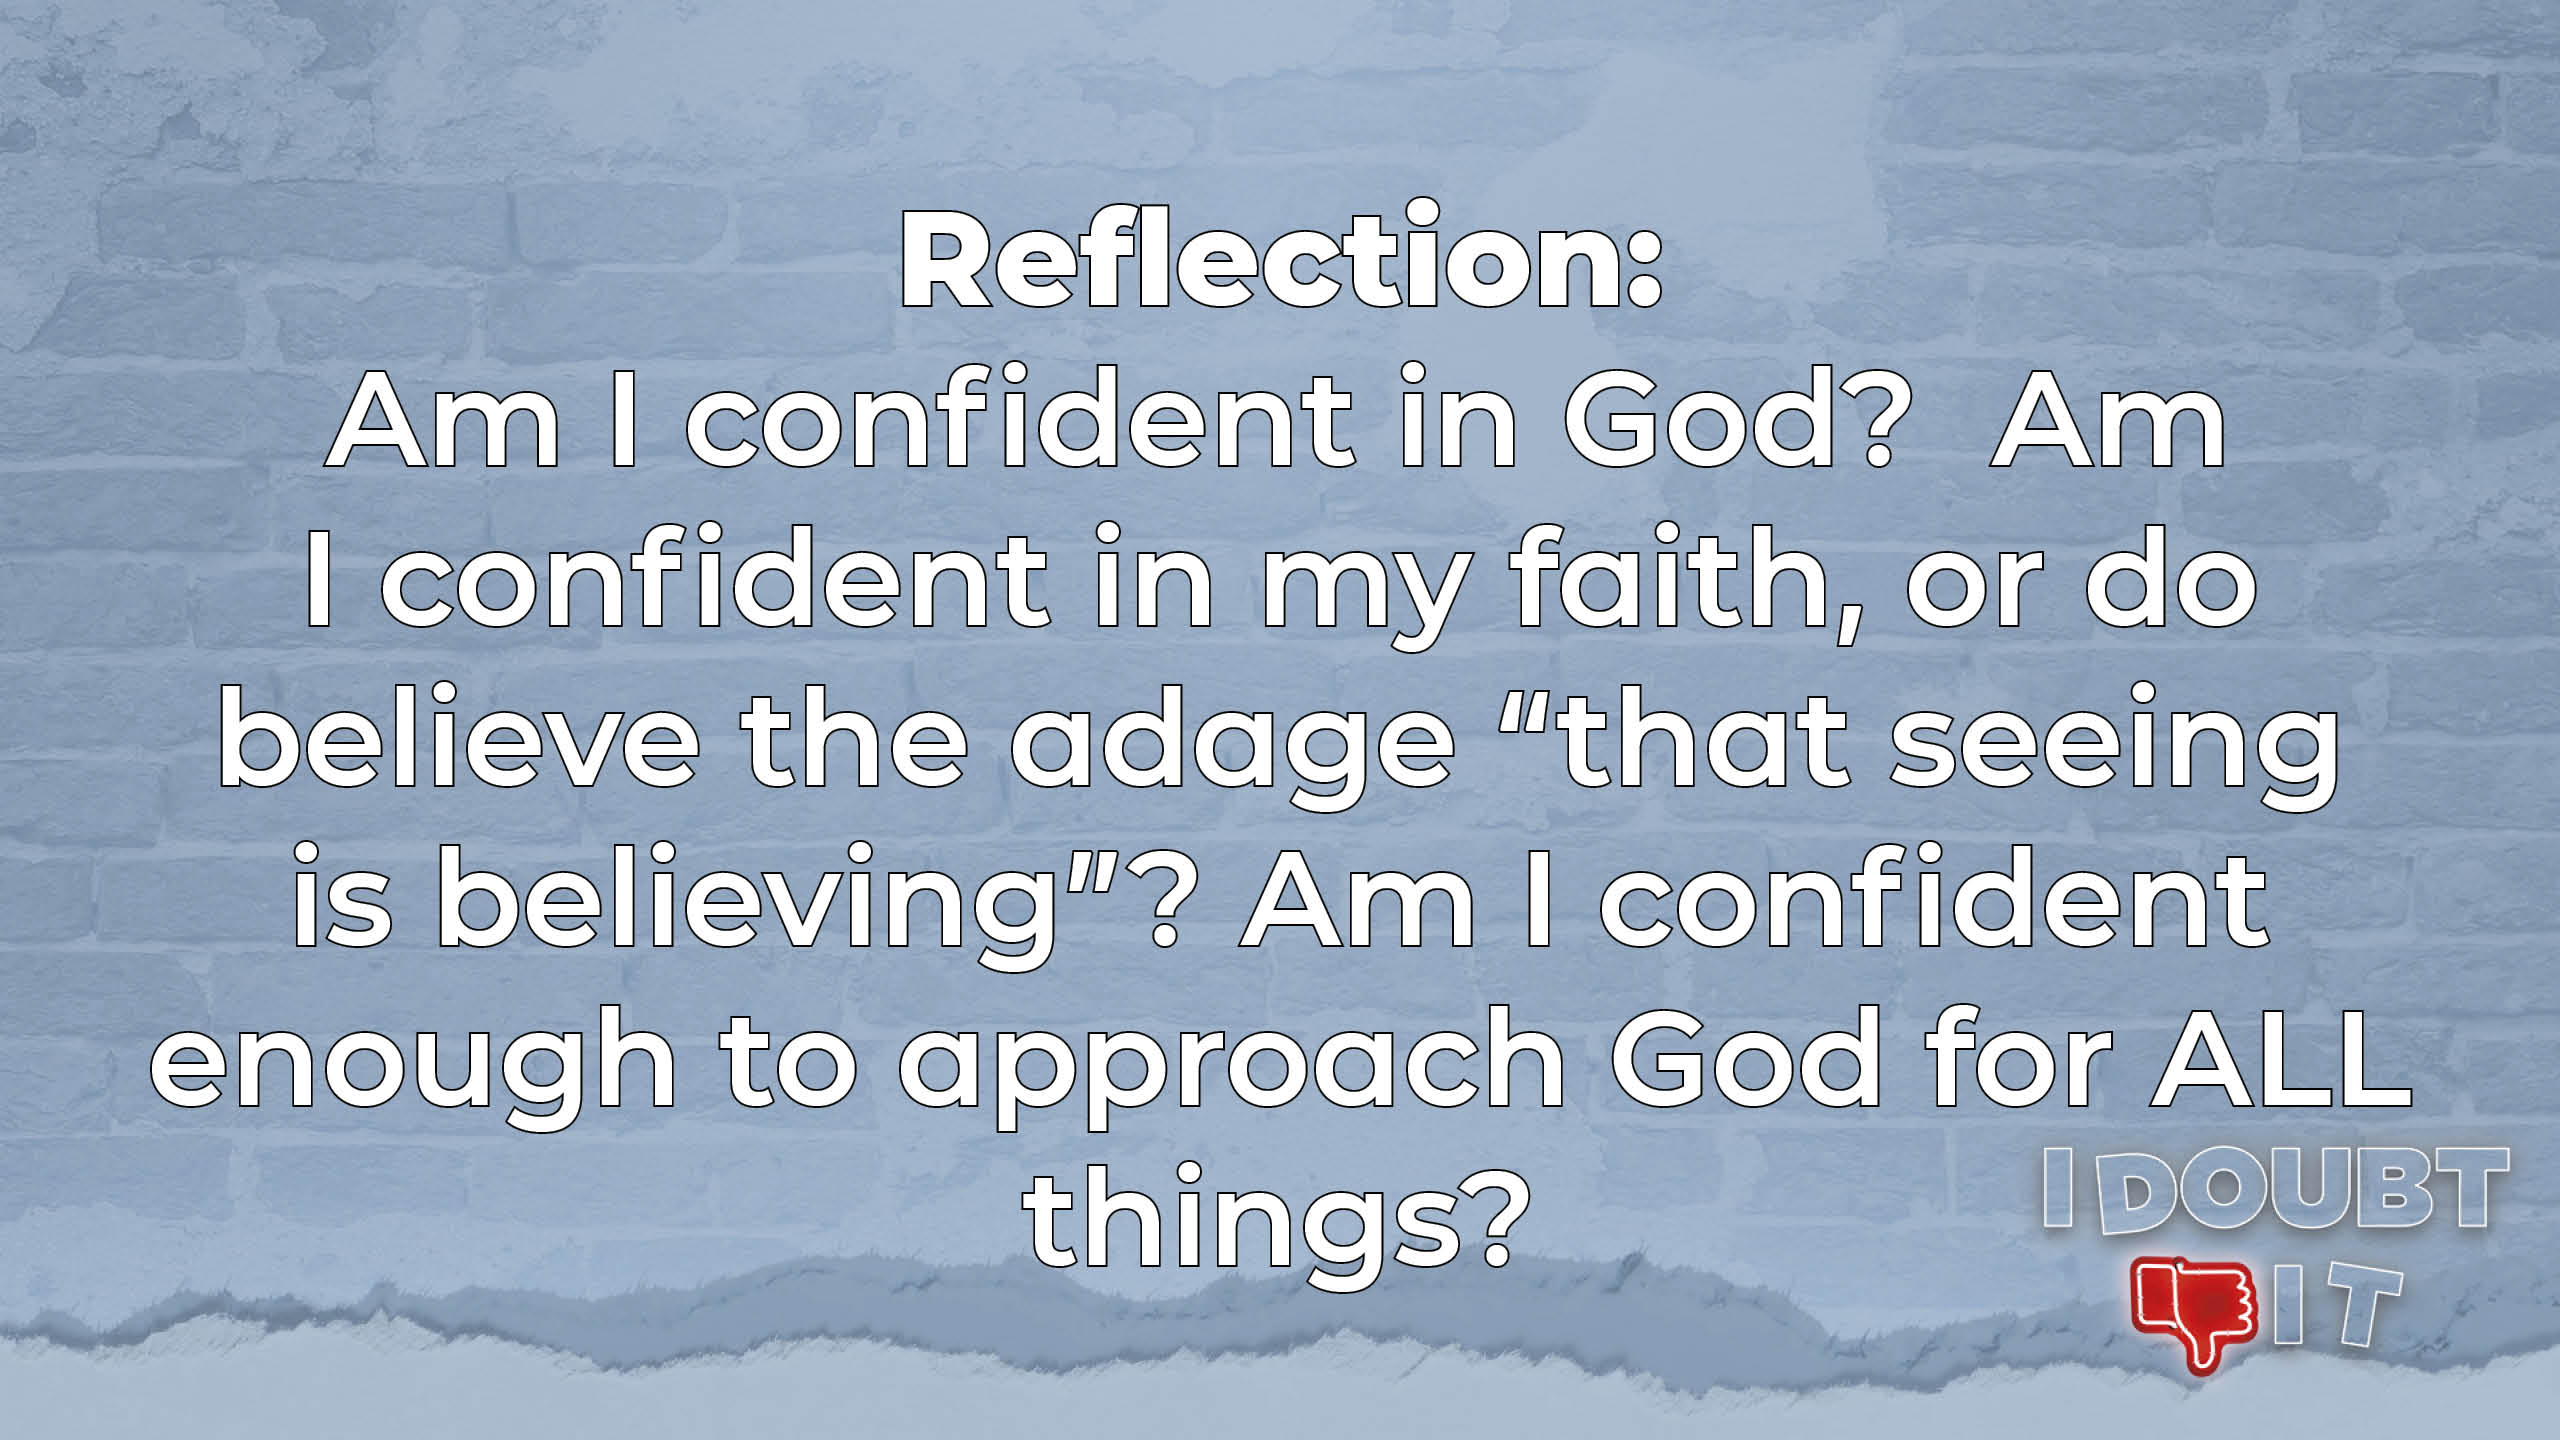 Reflection:
Am I confident in God?  Am
I confident in my faith, or do
believe the adage “that seeing
is believing”? Am I confident
enough to approach God for ALL
things?
I DOUBT
IT